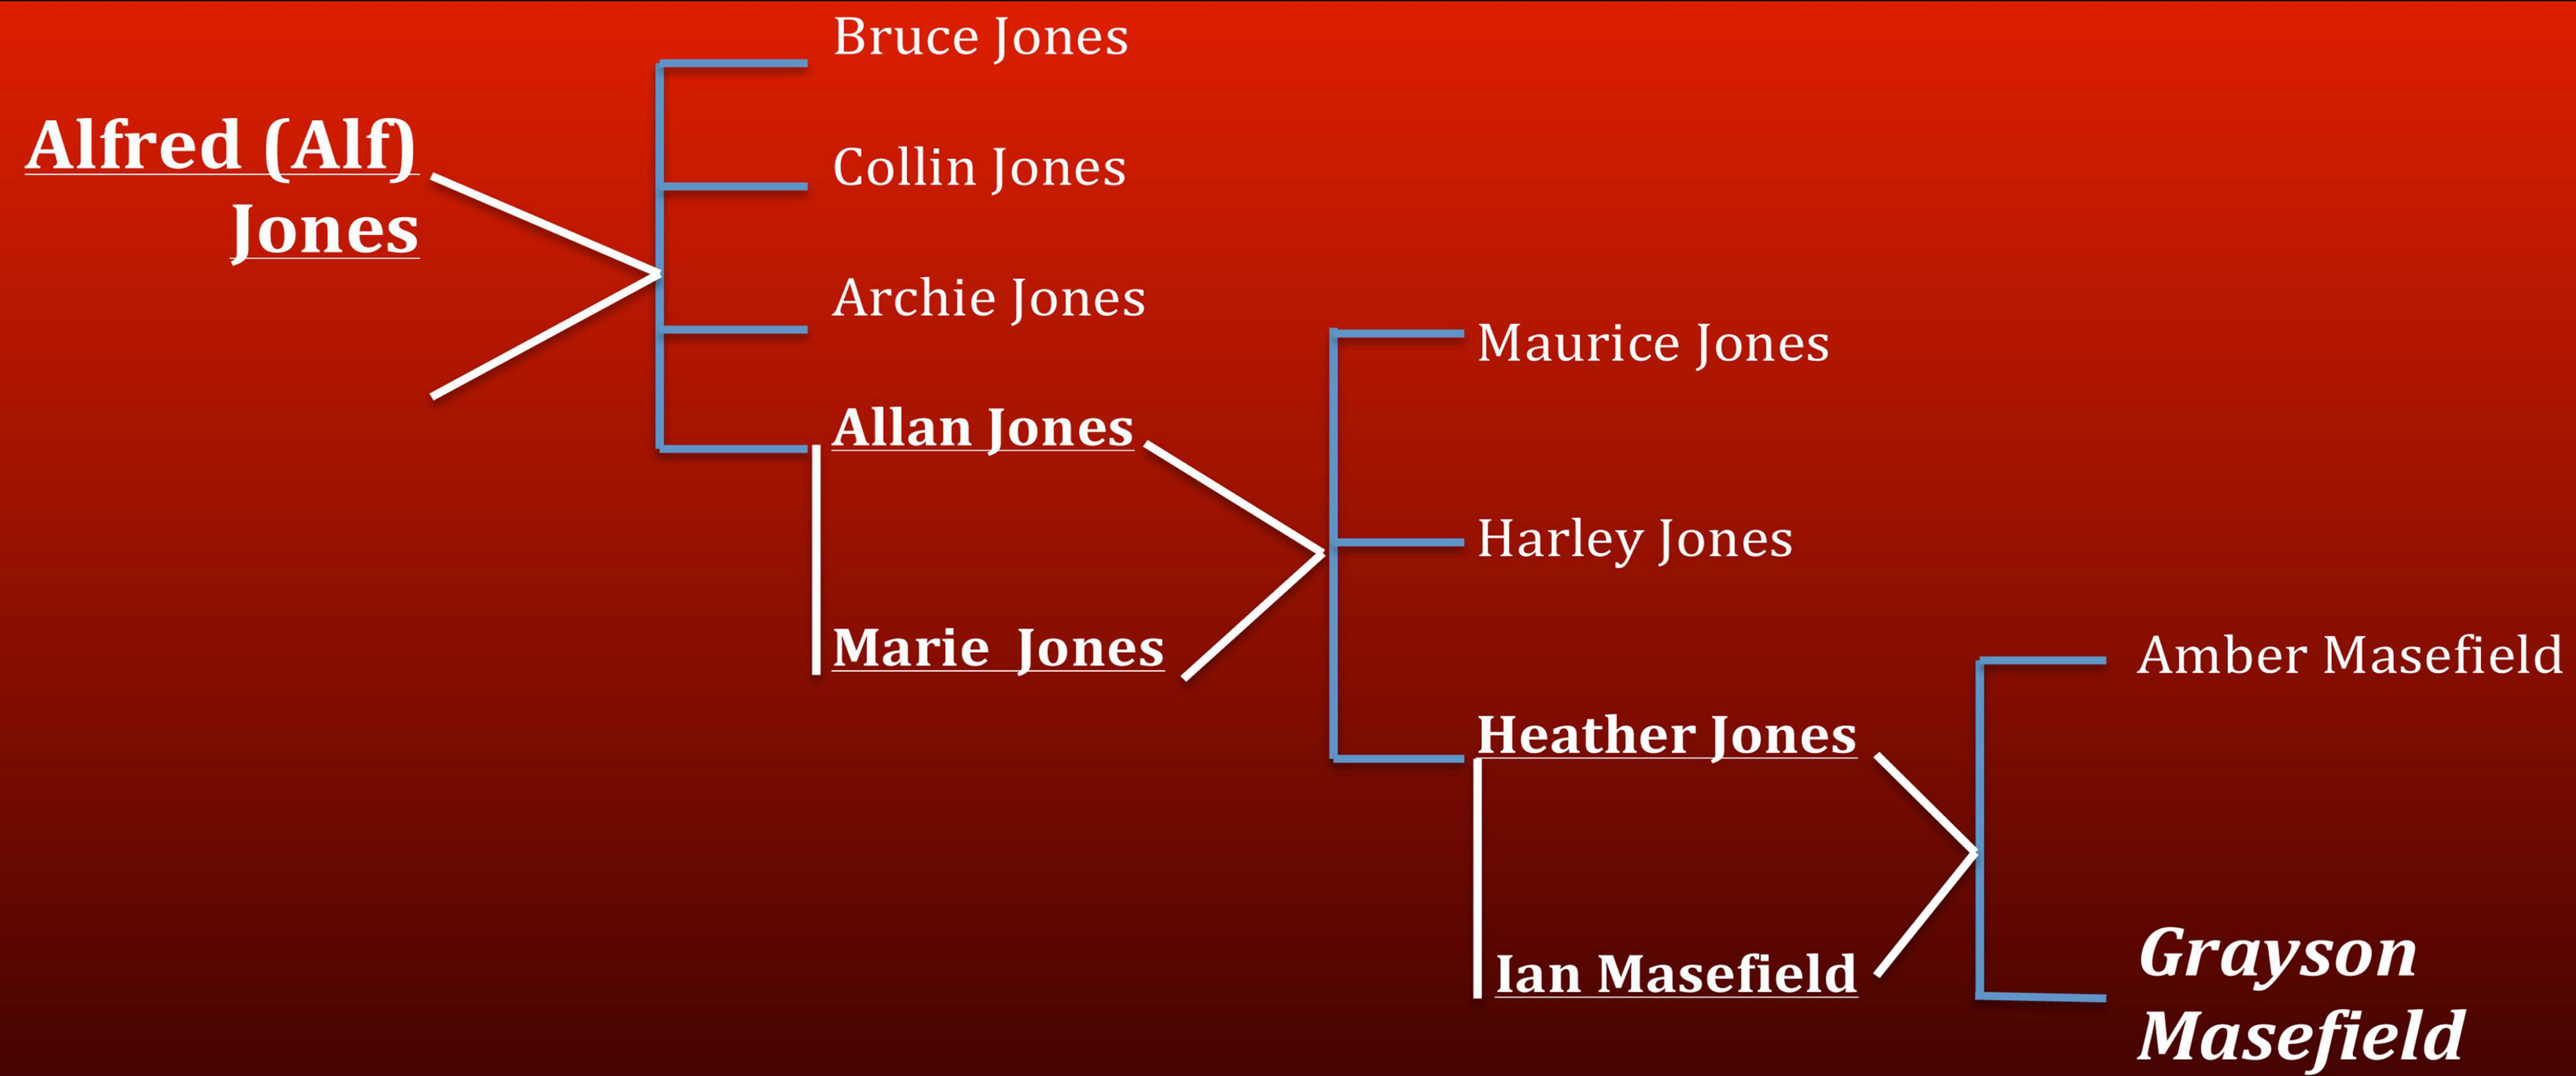 Bruce Jones
Alfred (Alf)
Jones
Collin Jones
Archie Jones
Maurice Jones
Allan Jones
Harley Jones
Marie Jones
Amber Masefield
Heather Jones
Ian Masefield
Grayson
Masefield